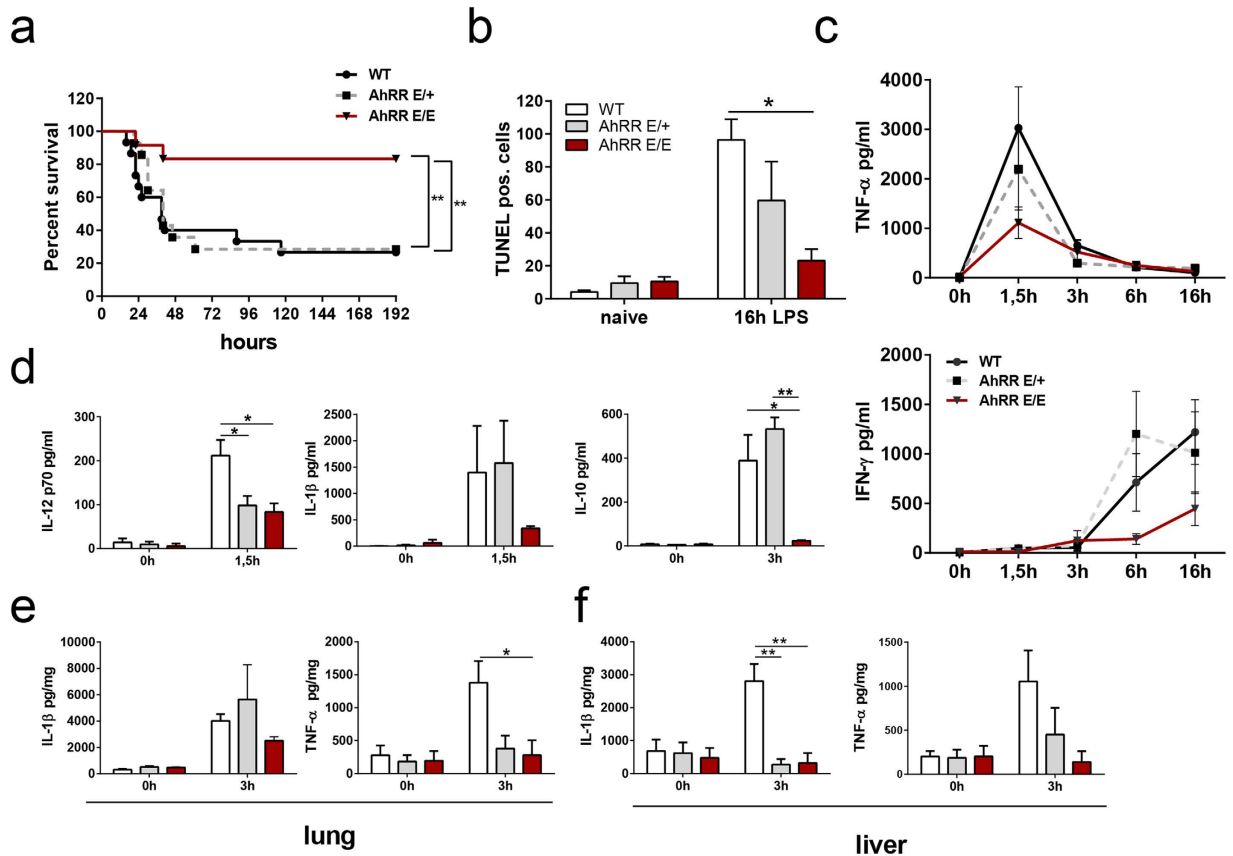 a
WT
AhRR E/+
AhRR E/E
Percent survival
120
100
80
60
40
20
0
0 24 48 72 96 120 144 168 192
hours
**
**
b
TUNEL pos. cells
120
100
80
60
40
20
0
WT
AhRR E/+
AhRR E/E
*
naive 16h LPS
c
TNF-α pg/ml
4000
3000
2000
1000
0
0h 1,5h 3h 6h 16h
IFN-γ pg/ml
2000
1500
1000
500
0
WT
AhRR E/+
AhRR E/E
0h 1,5h 3h 6h 16h
d
IL-12 p70 pg/ml
300
200
100
0
*
*
0h 1,5h
IL-1β pg/ml
2500
2000
1500
1000
500
0
0h 1,5h
IL-10 pg/ml
600
400
200
0
**
*
0h 3h
e
IL-1β pg/mg
10000
8000
6000
4000
2000
0
0h 3h
TNF-α pg/mg
2000
1500
1000
500
0
*
0h 3h
lung
f
IL-1β pg/mg
4000
3000
2000
1000
0
**
**
0h 3h
TNF-α pg/mg
1500
1000
500
0
0h 3h
liver